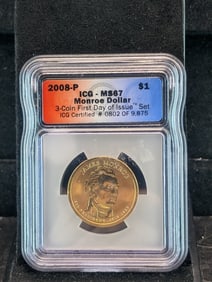 2008-P $1
ICG - MS67
Monroe Dollar
3-Coin First Day of Issue™ Set
ICG Certified # 0802 OF 9,875
JAMES MONROE